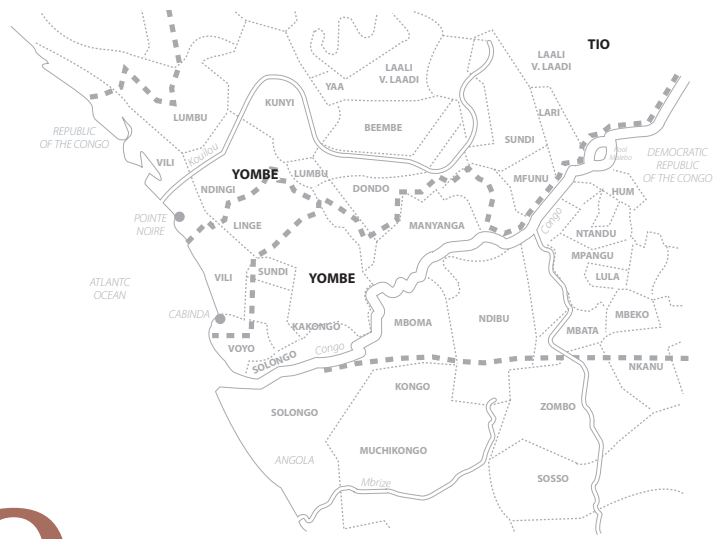 TIO
LAALI
V. LAADI
LAALI
V. LAADI
YAA
KUNYI
LARI
LUMBU
BEEMBE
REPUBLIC
OF THE CONGO
SUNDI
Kouilou
Pool
Malebo
DEMOCRATIC
REPUBLIC
OF THE CONGO
VILI
YOMBE
LUMBU
MFUNU
NDINGI
DONDO
HUM
POINTE
NOIRE
LINGE
MANYANGA
Congo
NTANDU
MPANGU
VILI
SUNDI
YOMBE
LULA
ATLANTC
OCEAN
CABINDA
KAKONGO
MBOMA
NDIBU
MBEKO
MBATA
VOYO
SOLONGO
Congo
NKANU
KONGO
SOLONGO
ZOMBO
MUCHIKONGO
ANGOLA
Mbrize
SOSSO